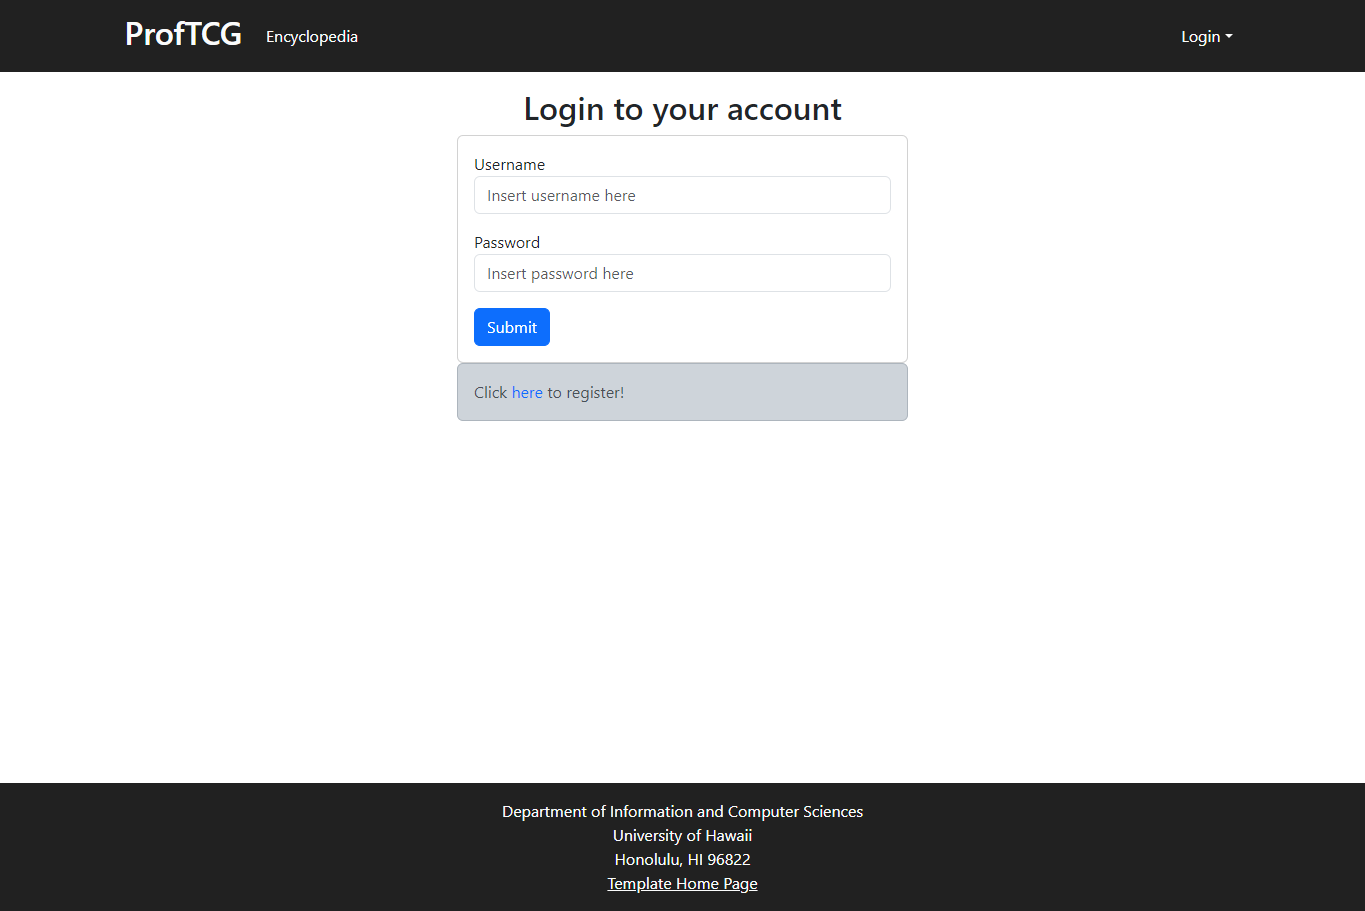 ProfTCG Encyclopedia Login
Login to your account
Username
Insert username here
Password
Insert password here
Submit
Click here to register!
Department of Information and Computer Sciences
University of Hawaii
Honolulu, HI 96822
Template Home Page